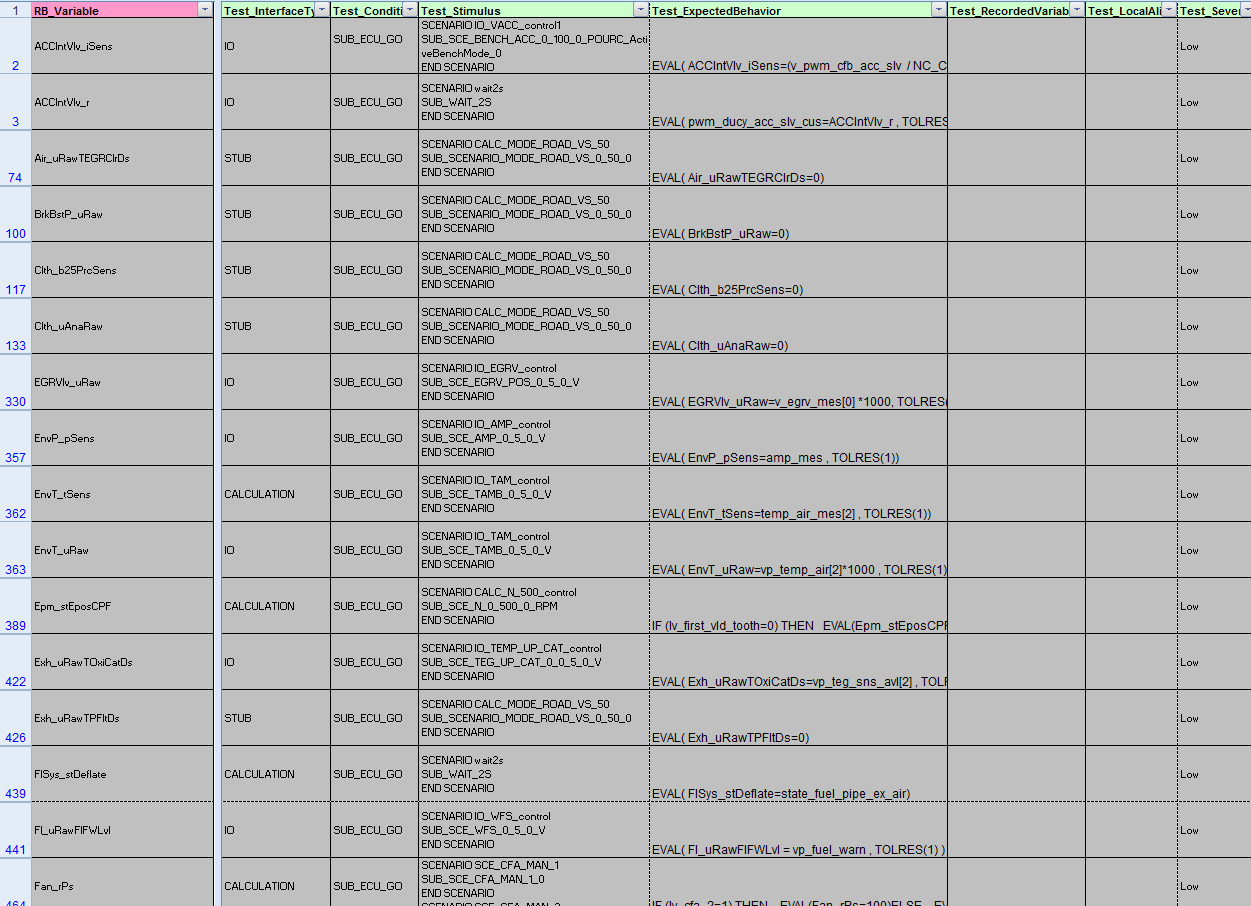 1 RB_Variable Test_InterfaceTy Test_Conditi Test_Stimulus Test_ExpectedBehavior Test_RecordedVariab Test_LocalAli Test_Sever
2 ACCIntVlv_iSens IO SUB_ECU_GO SCENARIO IO_VACC_control1
SUB_SCE_BENCH_ACC_0_100_0_POURC_Acti
veBenchMode_0
END SCENARIO
EVAL( ACCIntVlv_iSens=(v_pwm_cfb_acc_slv / NC_C Low
3 ACCIntVlv_r IO SUB_ECU_GO SCENARIO wait2s
SUB_WAIT_2S
END SCENARIO
EVAL( pwm_ducy_acc_slv_cus=ACCIntVlv_r , TOLRES Low
74 Air_uRawTEGRClrDs STUB SUB_ECU_GO SCENARIO CALC_MODE_ROAD_VS_50
SUB_SCENARIO_MODE_ROAD_VS_0_50_0
END SCENARIO
EVAL( Air_uRawTEGRClrDs=0) Low
100 BrkBstP_uRaw STUB SUB_ECU_GO SCENARIO CALC_MODE_ROAD_VS_50
SUB_SCENARIO_MODE_ROAD_VS_0_50_0
END SCENARIO
EVAL( BrkBstP_uRaw=0) Low
117 Clth_b25PrcSens STUB SUB_ECU_GO SCENARIO CALC_MODE_ROAD_VS_50
SUB_SCENARIO_MODE_ROAD_VS_0_50_0
END SCENARIO
EVAL( Clth_b25PrcSens=0) Low
133 Clth_uAnaRaw STUB SUB_ECU_GO SCENARIO CALC_MODE_ROAD_VS_50
SUB_SCENARIO_MODE_ROAD_VS_0_50_0
END SCENARIO
EVAL( Clth_uAnaRaw=0) Low
330 EGRVlv_uRaw IO SUB_ECU_GO SCENARIO IO_EGRV_control
SUB_SCE_EGRV_POS_0_5_0_V
END SCENARIO
EVAL( EGRVlv_uRaw=v_egrv_mes[0] *1000, TOLRES( Low
357 EnvP_pSens IO SUB_ECU_GO SCENARIO IO_AMP_control
SUB_SCE_AMP_0_5_0_V
END SCENARIO
EVAL( EnvP_pSens=amp_mes , TOLRES(1)) Low
362 EnvT_tSens CALCULATION SUB_ECU_GO SCENARIO IO_TAM_control
SUB_SCE_TAMB_0_5_0_V
END SCENARIO
EVAL( EnvT_tSens=temp_air_mes[2] , TOLRES(1)) Low
363 EnvT_uRaw IO SUB_ECU_GO SCENARIO IO_TAM_control
SUB_SCE_TAMB_0_5_0_V
END SCENARIO
EVAL( EnvT_uRaw=vp_temp_air[2]*1000 , TOLRES(1) Low
389 Epm_stEposCPF CALCULATION SUB_ECU_GO SCENARIO CALC_N_500_control
SUB_SCE_N_0_500_0_RPM
END SCENARIO
IF (lv_first_vld_tooth=0) THEN EVAL(Epm_stEposCPF Low
422 Exh_uRawTOxiCatDs IO SUB_ECU_GO SCENARIO IO_TEMP_UP_CAT_control
SUB_SCE_TEG_UP_CAT_0_0_5_0_V
END SCENARIO
EVAL( Exh_uRawTOxiCatDs=vp_teg_sns_avl[2] , TOLR Low
426 Exh_uRawTPFltDs STUB SUB_ECU_GO SCENARIO CALC_MODE_ROAD_VS_50
SUB_SCENARIO_MODE_ROAD_VS_0_50_0
END SCENARIO
EVAL( Exh_uRawTPFltDs=0) Low
439 FlSys_stDeflate CALCULATION SUB_ECU_GO SCENARIO wait2s
SUB_WAIT_2S
END SCENARIO
EVAL( FlSys_stDeflate=state_fuel_pipe_ex_air) Low
441 Fl_uRawFlFWLvl IO SUB_ECU_GO SCENARIO IO_WFS_control
SUB_SCE_WFS_0_5_0_V
END SCENARIO
EVAL( Fl_uRawFlFWLvl = vp_fuel_warn , TOLRES(1) ) Low
464 Fan_rPs CALCULATION SUB_ECU_GO SCENARIO SCE_CFA_MAN_1
SUB_SCE_CFA_MAN_1_0
END SCENARIO
SCENARIO SCE_CFA_MAN_2
IF (lv_cfa_2=1) THEN EVAL(Fan_rPs=100)ELSE EV Low